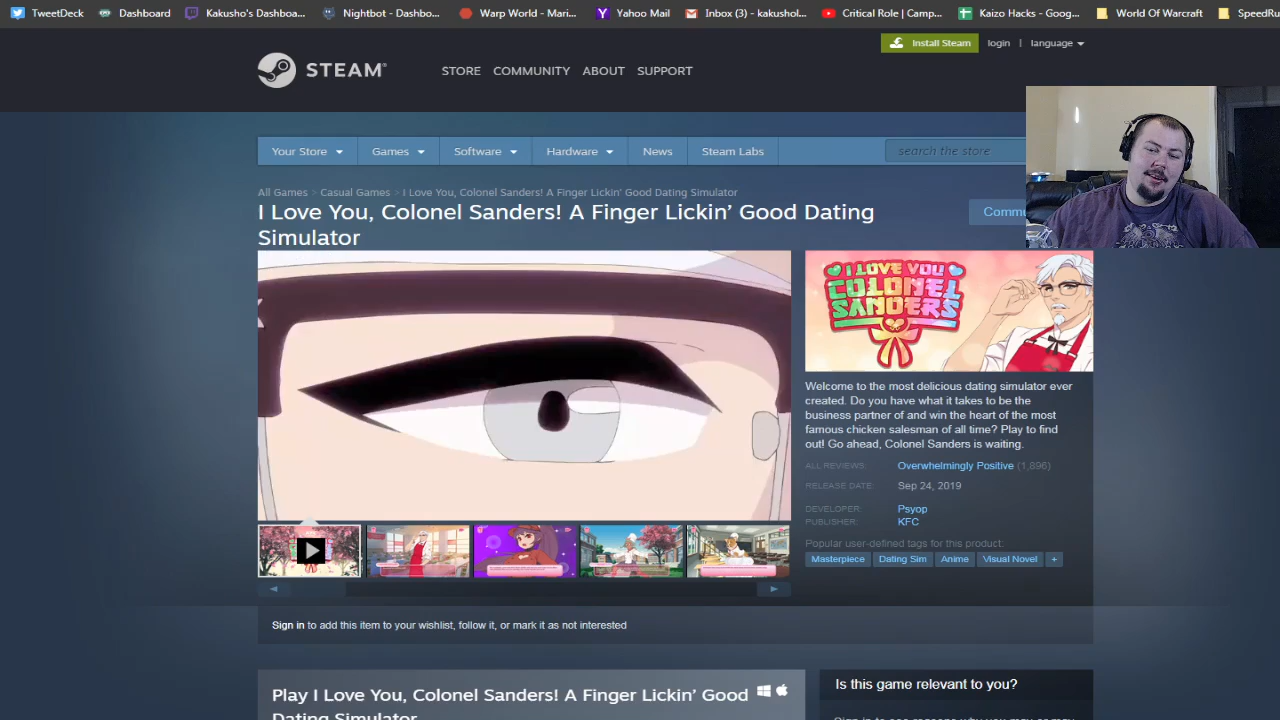 TweetDeck Dashboard Kakusho's Dashboa... Nightbot - Dashbo... Warp World - Mari... Yahoo Mail Inbox (3) - kakushol... Critical Role | Camp... Kaizo Hacks - Goog... World Of Warcraft SpeedRu
Install Steam login | language
STEAM STORE COMMUNITY ABOUT SUPPORT
Your Store Games Software Hardware News Steam Labs search the store
All Games > Casual Games > I Love You, Colonel Sanders! A Finger Lickin' Good Dating Simulator
I Love You, Colonel Sanders! A Finger Lickin' Good Dating
Simulator
Commu
I LOVE YOU
COLONEL
SANDERS
Welcome to the most delicious dating simulator ever
created. Do you have what it takes to be the
business partner of and win the heart of the most
famous chicken salesman of all time? Play to find
out! Go ahead, Colonel Sanders is waiting.
ALL REVIEWS: Overwhelmingly Positive (1,896)
RELEASE DATE: Sep 24, 2019
DEVELOPER: Psyop
PUBLISHER: KFC
Popular user-defined tags for this product:
Masterpiece Dating Sim Anime Visual Novel +
Sign in to add this item to your wishlist, follow it, or mark it as not interested
Play I Love You, Colonel Sanders! A Finger Lickin' Good
Dating Simulator
Is this game relevant to you?